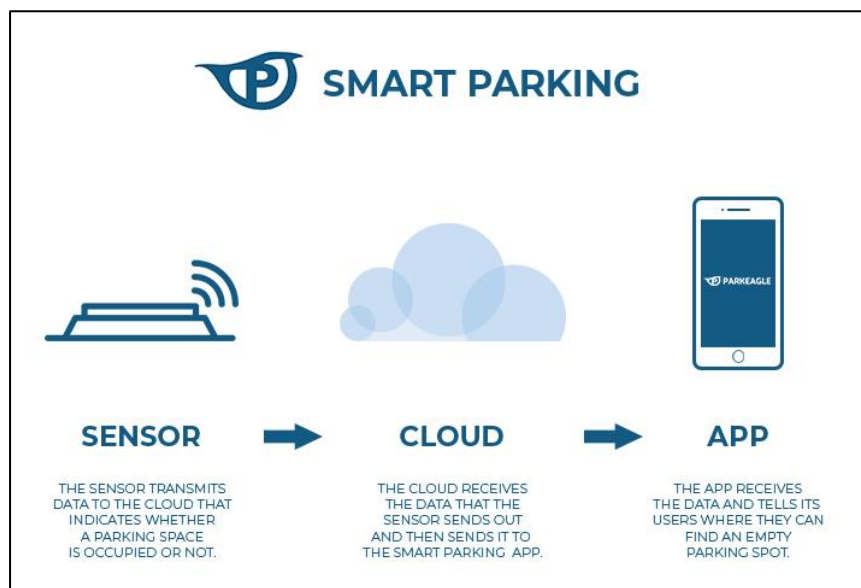 P SMART PARKING
P PARKEAGLE
SENSOR
CLOUD
APP
THE SENSOR TRANSMITS
DATA TO THE CLOUD THAT
INDICATES WHETHER
A PARKING SPACE
IS OCCUPIED OR NOT.
THE CLOUD RECEIVES
THE DATA THAT THE
SENSOR SENDS OUT
AND THEN SENDS IT TO
THE SMART PARKING APP.
THE APP RECEIVES
THE DATA AND TELLS ITS
USERS WHERE THEY CAN
FIND AN EMPTY
PARKING SPOT.